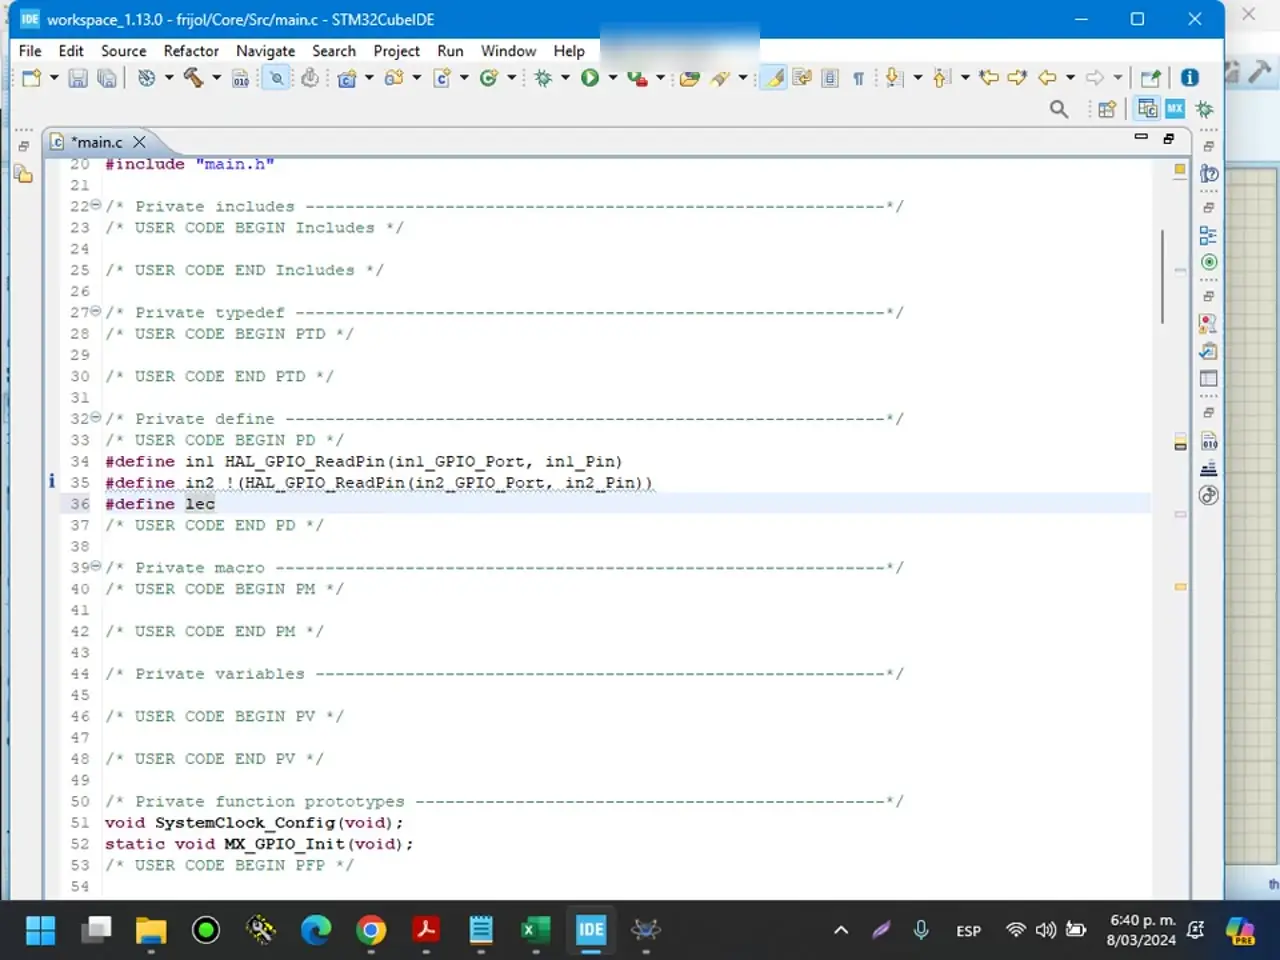 IDE workspace_1.13.0 - frijol/Core/Src/main.c - STM32CubeIDE
File Edit Source Refactor Navigate Search Project Run Window Help
MX
*main.c
20 #include "main.h"
21
22 /* Private includes ----------------------------------------------------------*/
23 /* USER CODE BEGIN Includes */
24
25 /* USER CODE END Includes */
26
27 /* Private typedef -----------------------------------------------------------*/
28 /* USER CODE BEGIN PTD */
29
30 /* USER CODE END PTD */
31
32 /* Private define ------------------------------------------------------------*/
33 /* USER CODE BEGIN PD */
34 #define in1 HAL_GPIO_ReadPin(in1_GPIO_Port, in1_Pin)
35 #define in2 !(HAL_GPIO_ReadPin(in2_GPIO_Port, in2_Pin))
36 #define lec
37 /* USER CODE END PD */
38
39 /* Private macro -------------------------------------------------------------*/
40 /* USER CODE BEGIN PM */
41
42 /* USER CODE END PM */
43
44 /* Private variables ---------------------------------------------------------*/
45
46 /* USER CODE BEGIN PV */
47
48 /* USER CODE END PV */
49
50 /* Private function prototypes -----------------------------------------------*/
51 void SystemClock_Config(void);
52 static void MX_GPIO_Init(void);
53 /* USER CODE BEGIN PFP */
54
th
IDE
ESP
6:40 p. m.
8/03/2024
PRE